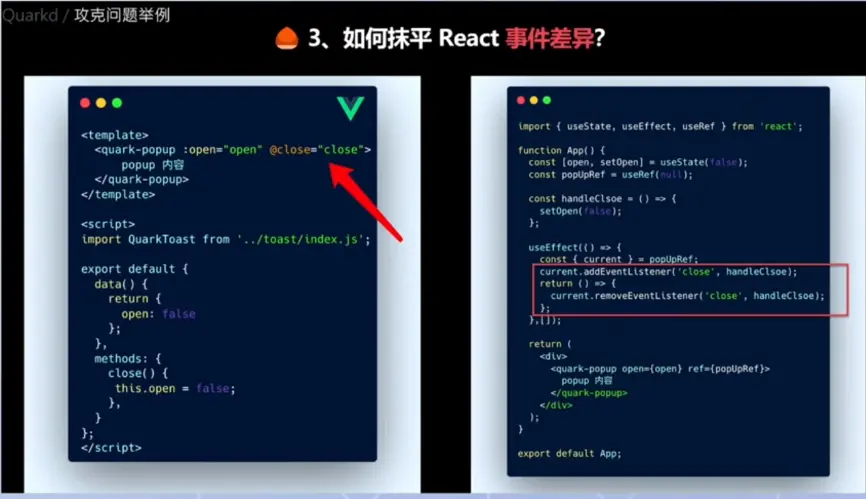 Quarkd / 攻克问题举例
3、如何抹平 React 事件差异?
<template>
<quark-popup :open="open" @close="close">
popup 内容
</quark-popup>
</template>
<script>
import QuarkToast from '../toast/index.js';
export default {
data() {
return {
open: false
};
},
methods: {
close() {
this.open = false;
},
}
};
</script>
import { useState, useEffect, useRef } from 'react';
function App() {
const [open, setOpen] = useState(false);
const popUpRef = useRef(null);
const handleClsoe = () => {
setOpen(false);
};
useEffect(() => {
const { current } = popUpRef;
current.addEventListener('close', handleClsoe);
return () => {
current.removeEventListener('close', handleClsoe);
};
},[]);
return (
<div>
<quark-popup open={open} ref={popUpRef}>
popup 内容
</quark-popup>
</div>
);
}
export default App;